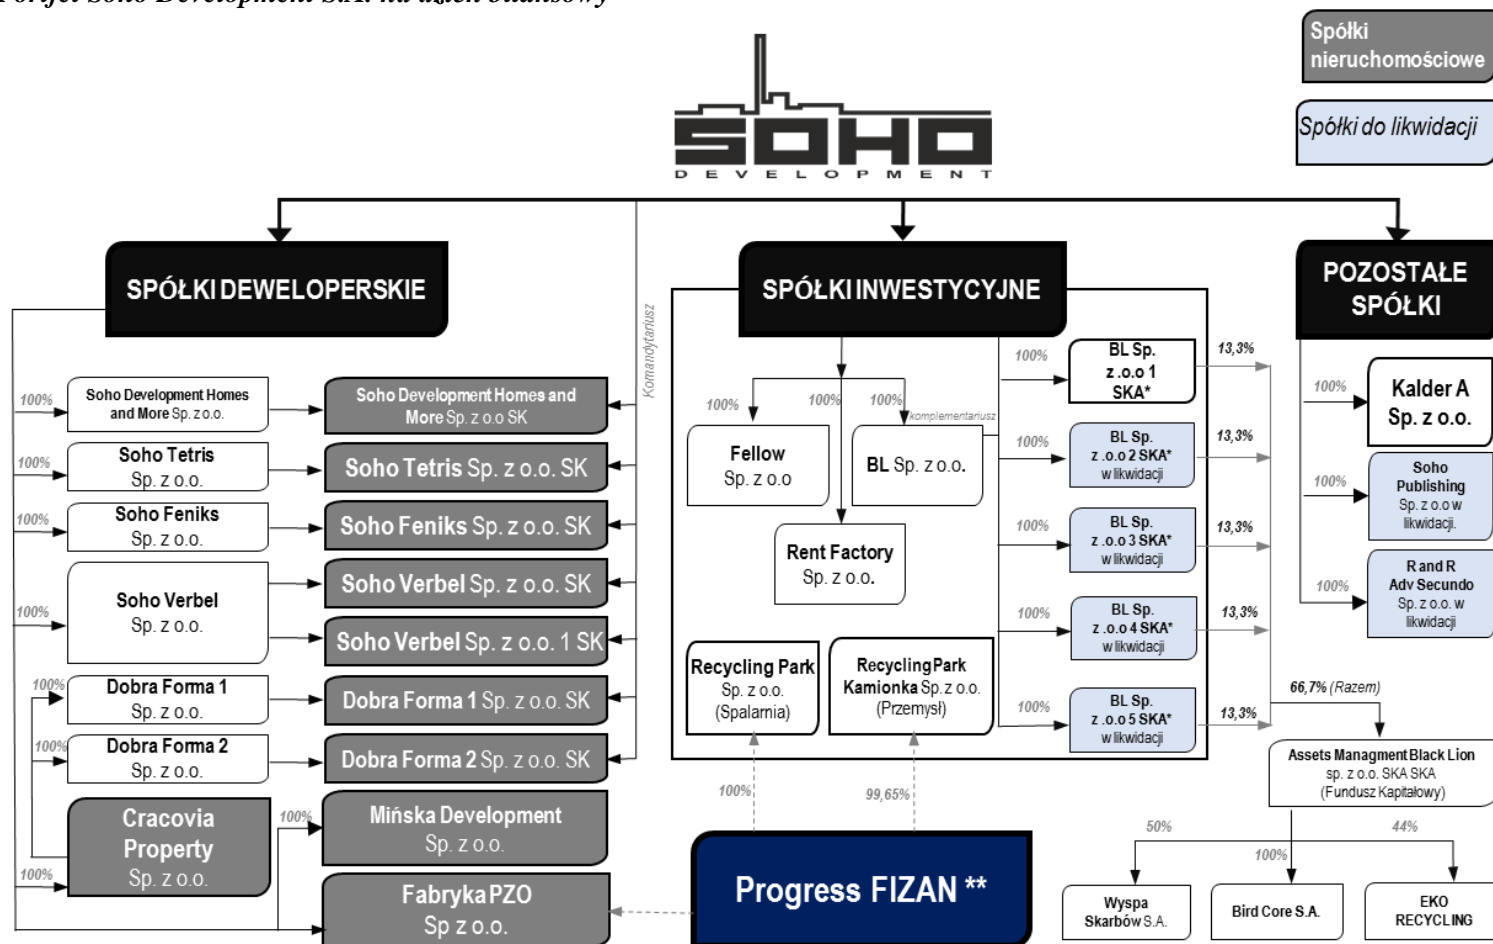 Portfel Soho Development S.A. na dzień bilansowy
Spółki
nieruchomościowe
Spółki do likwidacji
SOHO
DEVELOPMENT
SPÓŁKI DEWELOPERSKIE
SPÓŁKI INWESTYCYJNE
POZOSTAŁE
SPÓŁKI
Komandytariusz
100%
Soho Development Homes
and More Sp. z o.o.
Soho Development Homes and
More Sp. z o.o SK
100%
Soho Tetris
Sp. z o.o.
Soho Tetris Sp. z o.o. SK
100%
Soho Feniks
Sp. z o.o.
Soho Feniks Sp. z o.o. SK
100%
Soho Verbel
Sp. z o.o.
Soho Verbel Sp. z o.o. SK
Soho Verbel Sp. z o.o. 1 SK
100%
Dobra Forma 1
Sp. z o.o.
Dobra Forma 1 Sp. z o.o. SK
100%
Dobra Forma 2
Sp. z o.o.
Dobra Forma 2 Sp. z o.o. SK
100%
Cracovia
Property
Sp. z o.o.
100%
Mińska Development
Sp. z o.o.
Fabryka PZO
Sp z o.o.
100%
Fellow
Sp. z o.o
100%
Rent Factory
Sp. z o.o.
100%
BL Sp. z o.o.
komplementariusz
Recycling Park
Sp. z o.o.
(Spalarnia)
Recycling Park
Kamionka Sp. z o.o.
(Przemysł)
100%
99,65%
Progress FIZAN **
100%
BL Sp.
z .o.o 1
SKA*
13,3%
100%
BL Sp.
z .o.o 2 SKA*
w likwidacji
13,3%
100%
BL Sp.
z .o.o 3 SKA*
w likwidacji
13,3%
100%
BL Sp.
z .o.o 4 SKA*
w likwidacji
13,3%
100%
BL Sp.
z .o.o 5 SKA*
w likwidacji
13,3%
66,7% (Razem)
Assets Managment Black Lion
sp. z o.o. SKA SKA
(Fundusz Kapitałowy)
50%
100%
44%
Wyspa
Skarbów S.A.
Bird Core S.A.
EKO
RECYCLING
100%
Kalder A
Sp. z o.o.
100%
Soho
Publishing
Sp. z o.o w
likwidacji.
100%
R and R
Adv Secundo
Sp. z o.o. w
likwidacji